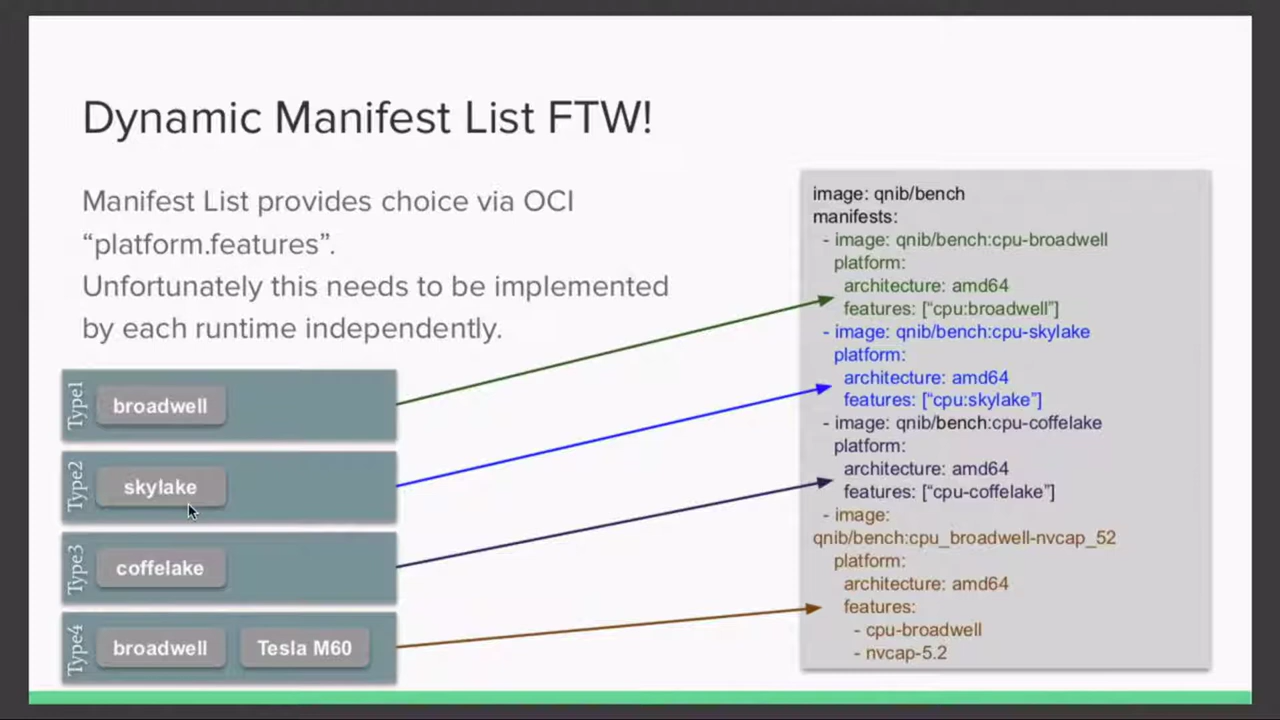 Dynamic Manifest List FTW!
Manifest List provides choice via OCI
“platform.features”.
Unfortunately this needs to be implemented
by each runtime independently.
Type1
broadwell
Type2
skylake
Type3
coffelake
Type4
broadwell
Tesla M60
image: qnib/bench
manifests:
- image: qnib/bench:cpu-broadwell
platform:
architecture: amd64
features: [“cpu:broadwell”]
- image: qnib/bench:cpu-skylake
platform:
architecture: amd64
features: [“cpu:skylake”]
- image: qnib/bench:cpu-coffelake
platform:
architecture: amd64
features: [“cpu-coffelake”]
- image:
qnib/bench:cpu_broadwell-nvcap_52
platform:
architecture: amd64
features:
- cpu-broadwell
- nvcap-5.2